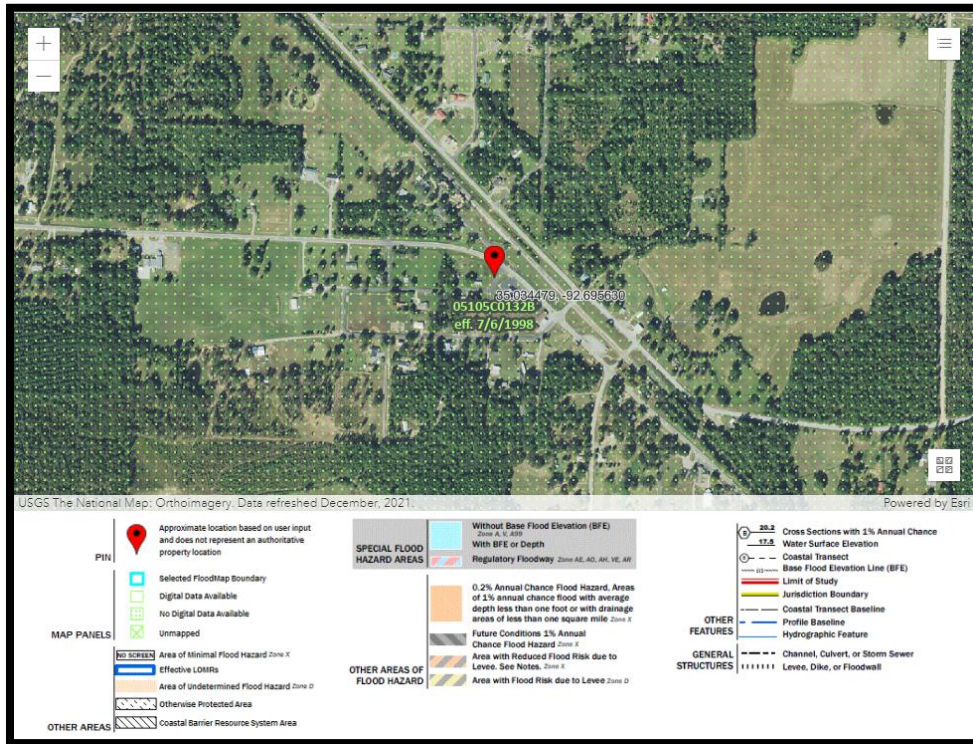 35.034479, -92.695630
05105C0132B
eff. 7/6/1998
USGS The National Map: Orthoimagery. Data refreshed December, 2021.
Powered by Esri
PIN
Approximate location based on user input
and does not represent an authoritative
property location
MAP PANELS
Selected FloodMap Boundary
Digital Data Available
No Digital Data Available
Unmapped
OTHER AREAS
NO SCREEN Area of Minimal Flood Hazard Zone X
Effective LOMRs
Area of Undetermined Flood Hazard Zone D
Otherwise Protected Area
Coastal Barrier Resource System Area
SPECIAL FLOOD
HAZARD AREAS
Without Base Flood Elevation (BFE)
Zone A, V, A99
With BFE or Depth
Regulatory Floodway Zone AE, AO, AH, VE, AR
OTHER AREAS OF
FLOOD HAZARD
0.2% Annual Chance Flood Hazard, Areas
of 1% annual chance flood with average
depth less than one foot or with drainage
areas of less than one square mile Zone X
Future Conditions 1% Annual
Chance Flood Hazard Zone X
Area with Reduced Flood Risk due to
Levee. See Notes. Zone X
Area with Flood Risk due to Levee Zone D
OTHER
FEATURES
20.2 Cross Sections with 1% Annual Chance
17.5 Water Surface Elevation
Coastal Transect
Base Flood Elevation Line (BFE)
Limit of Study
Jurisdiction Boundary
Coastal Transect Baseline
Profile Baseline
Hydrographic Feature
GENERAL
STRUCTURES
Channel, Culvert, or Storm Sewer
Levee, Dike, or Floodwall